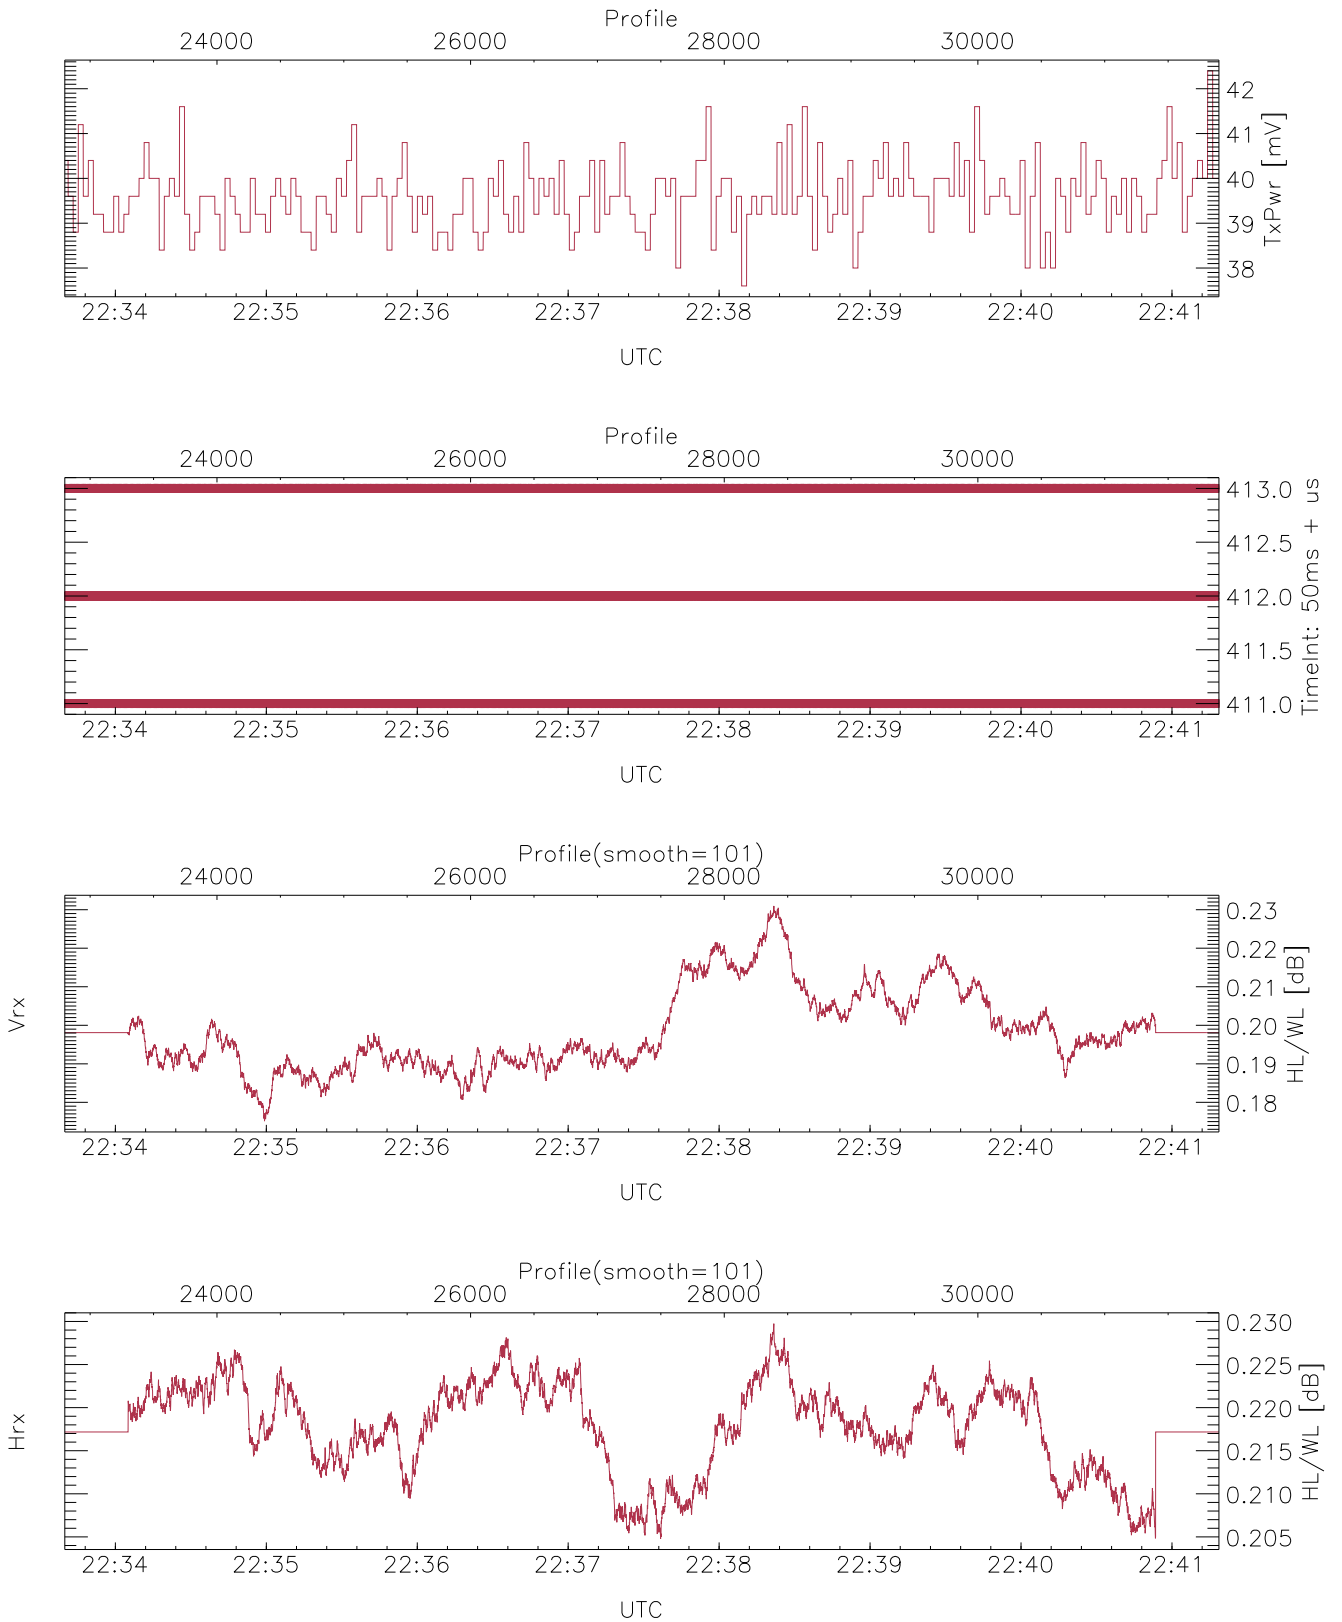 Profile
24000 26000 28000 30000
42
41
40
39
38
TxPwr [mV]
22:34 22:35 22:36 22:37 22:38 22:39 22:40 22:41
UTC
Profile
24000 26000 28000 30000
413.0
412.5
412.0
411.5
411.0
TimeInt: 50ms + us
22:34 22:35 22:36 22:37 22:38 22:39 22:40 22:41
UTC
Profile(smooth=101)
24000 26000 28000 30000
Vrx
0.23
0.22
0.21
0.20
0.19
0.18
HL/WL [dB]
22:34 22:35 22:36 22:37 22:38 22:39 22:40 22:41
UTC
Profile(smooth=101)
24000 26000 28000 30000
Hrx
0.230
0.225
0.220
0.215
0.210
0.205
HL/WL [dB]
22:34 22:35 22:36 22:37 22:38 22:39 22:40 22:41
UTC